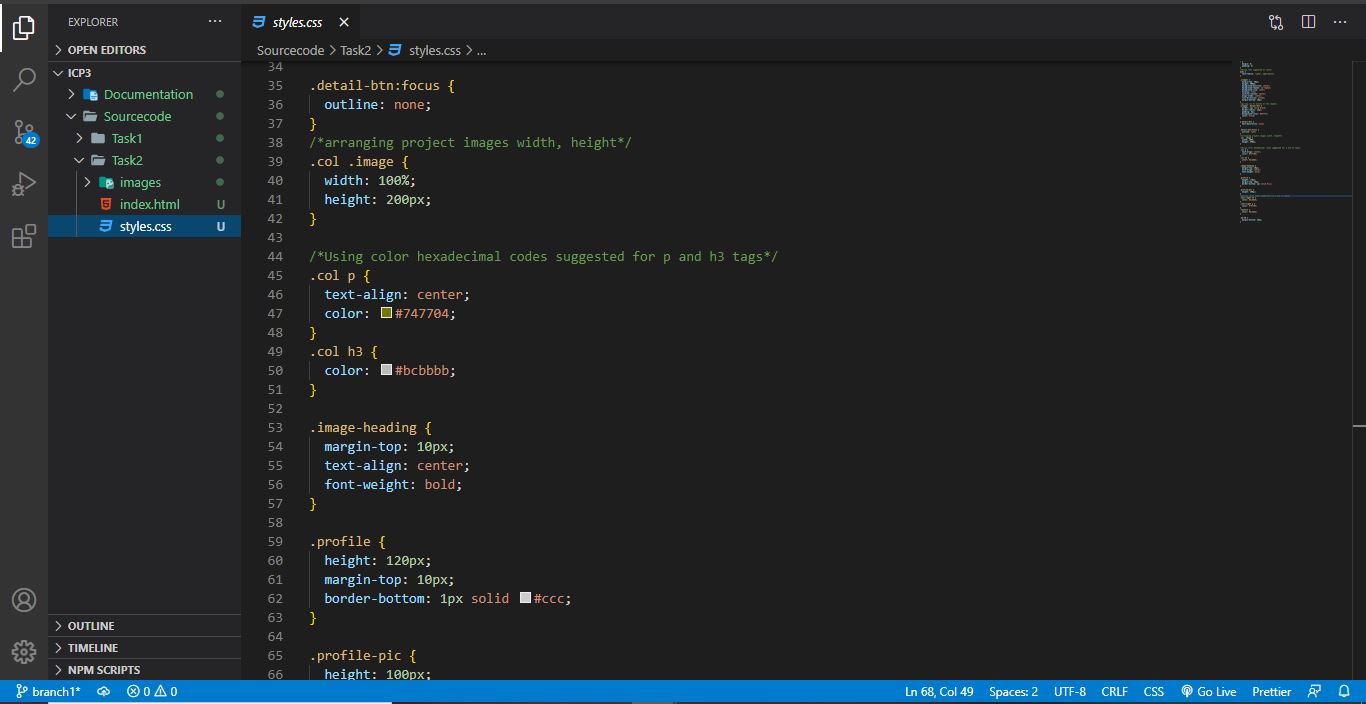 EXPLORER
OPEN EDITORS
ICP3
Documentation
Sourcecode
Task1
Task2
images
index.html U
styles.css U
42
OUTLINE
TIMELINE
NPM SCRIPTS
styles.css
Sourcecode > Task2 > styles.css > ...
34
35 .detail-btn:focus {
36 outline: none;
37 }
38 /*arranging project images width, height*/
39 .col .image {
40 width: 100%;
41 height: 200px;
42 }
43
44 /*Using color hexadecimal codes suggested for p and h3 tags*/
45 .col p {
46 text-align: center;
47 color: #747704;
48 }
49 .col h3 {
50 color: #bcbbbb;
51 }
52
53 .image-heading {
54 margin-top: 10px;
55 text-align: center;
56 font-weight: bold;
57 }
58
59 .profile {
60 height: 120px;
61 margin-top: 10px;
62 border-bottom: 1px solid #ccc;
63 }
64
65 .profile-pic {
66 height: 100px;
branch1* 0 0 Ln 68, Col 49 Spaces: 2 UTF-8 CRLF CSS Go Live Prettier